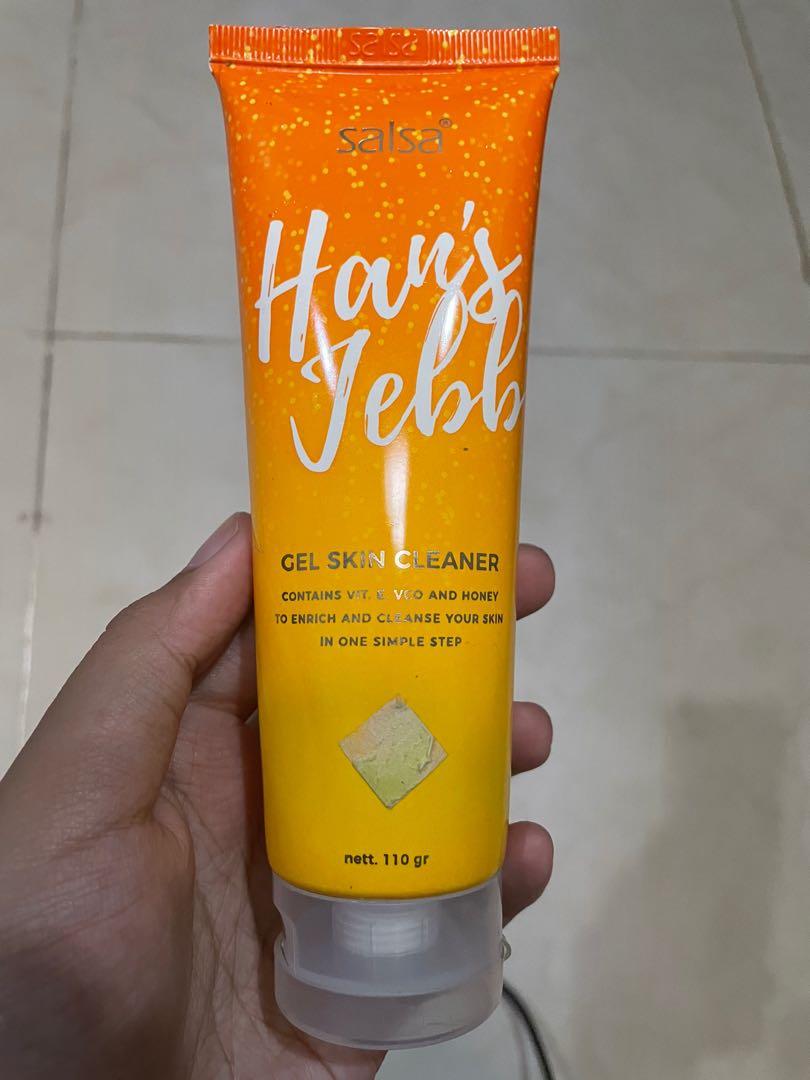 salsa®
Han's
Jebb
GEL SKIN CLEANER
CONTAINS VIT. E, VCO AND HONEY
TO ENRICH AND CLEANSE YOUR SKIN
IN ONE SIMPLE STEP
nett. 110 gr